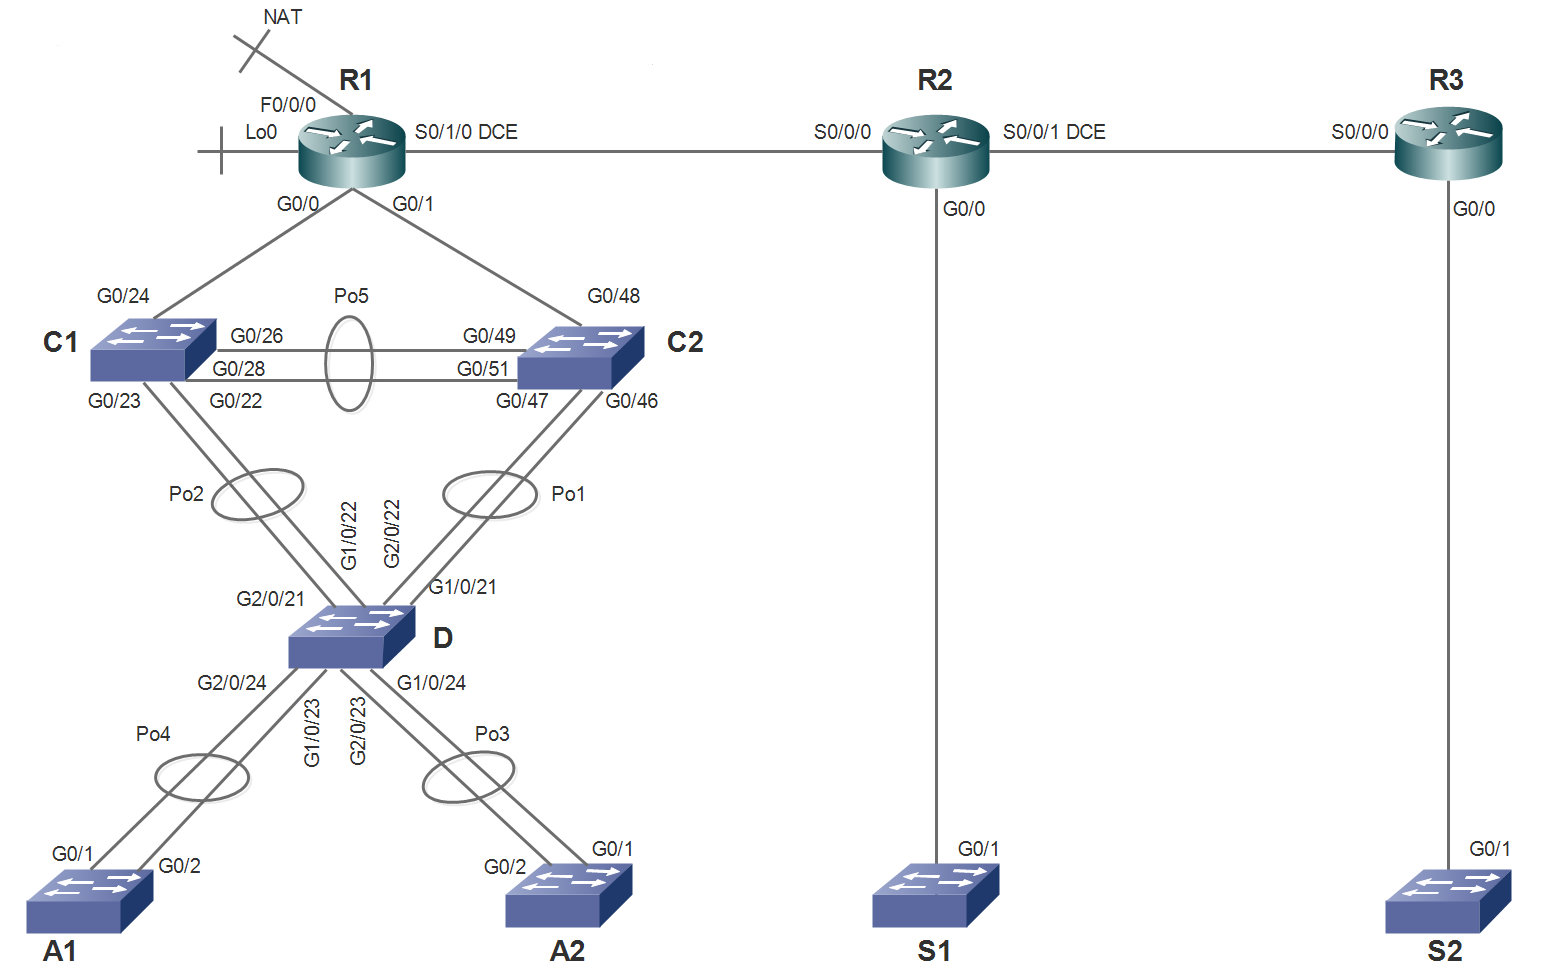 NAT
R1
R2
R3
F0/0/0
Lo0
S0/1/0 DCE
S0/0/0
S0/0/1 DCE
S0/0/0
G0/0
G0/1
G0/0
G0/0
G0/24
Po5
G0/48
C1
G0/26
G0/49
C2
G0/28
G0/51
G0/23
G0/22
G0/47
G0/46
Po2
Po1
G1/0/22
G2/0/22
G2/0/21
G1/0/21
D
G2/0/24
G1/0/24
G1/0/23
G2/0/23
Po4
Po3
G0/1
G0/2
G0/2
G0/1
G0/1
G0/1
A1
A2
S1
S2